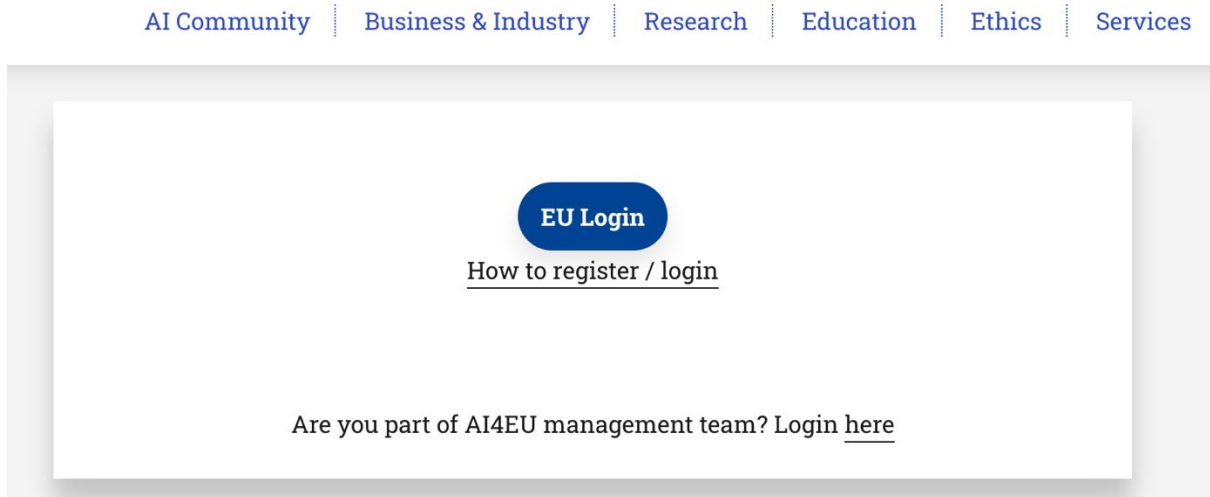 AI Community Business & Industry Research Education Ethics Services
EU Login
How to register / login
Are you part of AI4EU management team? Login here